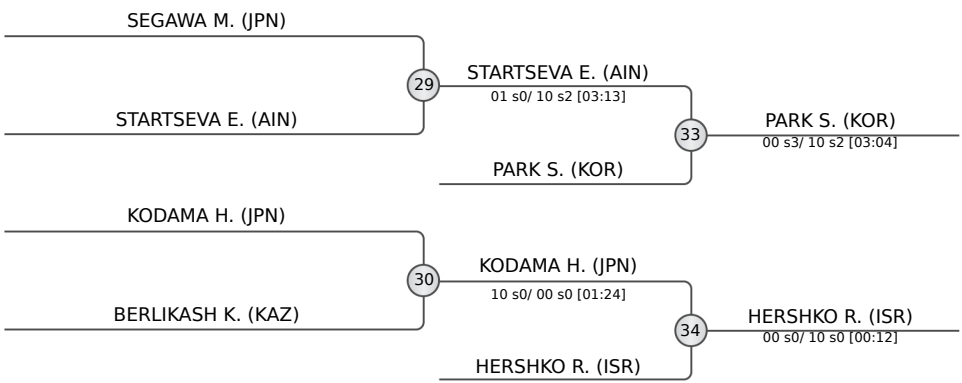 SEGAWA M. (JPN)
29
STARTSEVA E. (AIN)
STARTSEVA E. (AIN)
01 s0/ 10 s2 [03:13]
33
PARK S. (KOR)
PARK S. (KOR)
00 s3/ 10 s2 [03:04]
KODAMA H. (JPN)
30
BERLIKASH K. (KAZ)
KODAMA H. (JPN)
10 s0/ 00 s0 [01:24]
34
HERSHKO R. (ISR)
HERSHKO R. (ISR)
00 s0/ 10 s0 [00:12]